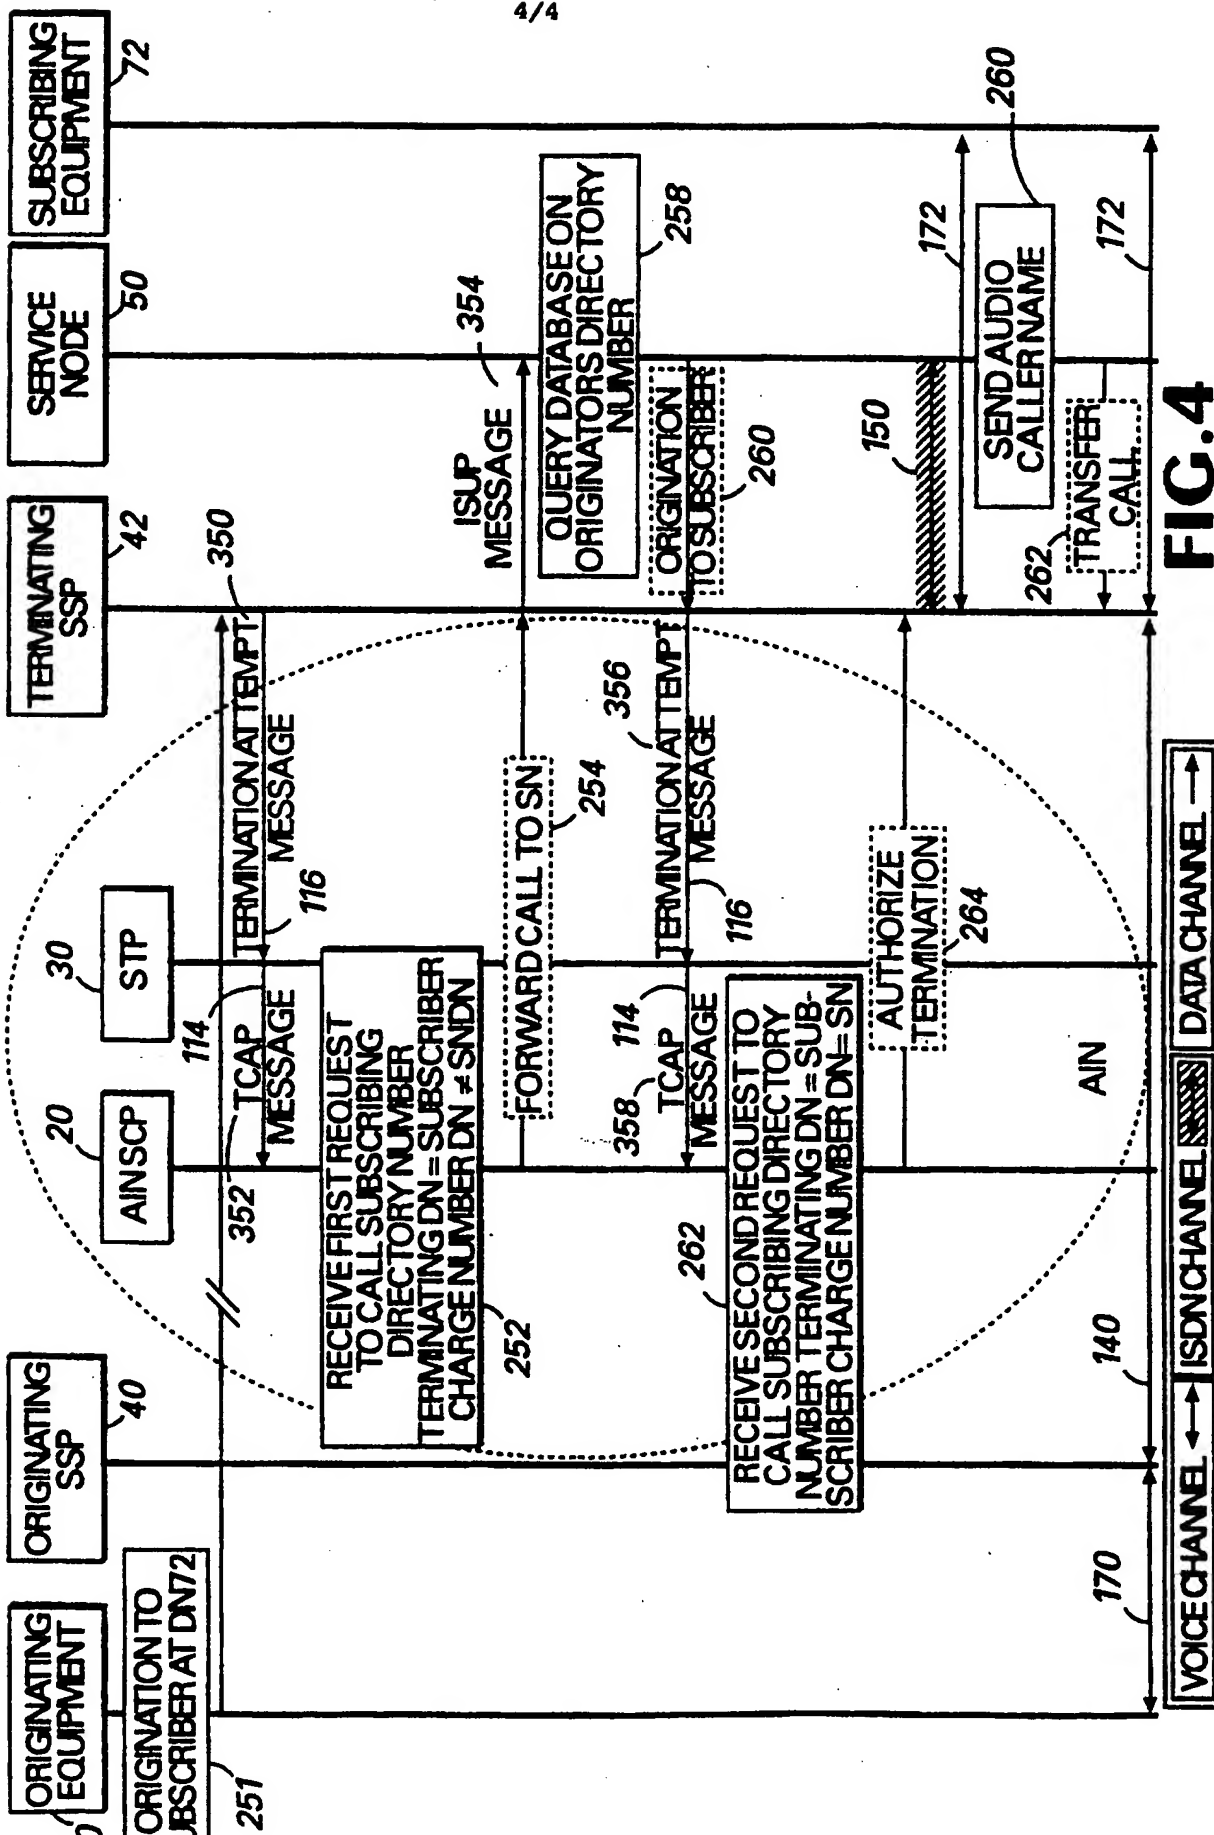 4/4
ORIGINATING
EQUIPMENT
ORIGINATING
SSP
40
AIN SCP
20
STP
30
TERMINATING
SSP
42
SERVICE
NODE
50
SUBSCRIBING
EQUIPMENT
72
ORIGINATION TO
UBSCRIBER AT DN72
251
352
TCAP
MESSAGE
114
TERMINATION ATTEMPT
MESSAGE
116
350
RECEIVE FIRST REQUEST
TO CALL SUBSCRIBING
DIRECTORY NUMBER
TERMINATING DN = SUBSCRIBER
CHARGE NUMBER DN ≠ SNDN
252
FORWARD CALL TO SN
254
ISUP
MESSAGE
354
QUERY DATABASE ON
ORIGINATORS DIRECTORY
NUMBER
258
ORIGINATION
TO SUBSCRIBER
260
TERMINATION ATTEMPT
MESSAGE
356
116
358
TCAP
MESSAGE
114
RECEIVE SECOND REQUEST TO
CALL SUBSCRIBING DIRECTORY
NUMBER TERMINATING DN = SUB-
SCRIBER CHARGE NUMBER DN = SN
262
AUTHORIZE
TERMINATION
264
150
172
SEND AUDIO
CALLER NAME
260
262
TRANSFER
CALL
172
AIN
170
140
VOICE CHANNEL
ISDN CHANNEL
DATA CHANNEL
FIG.4